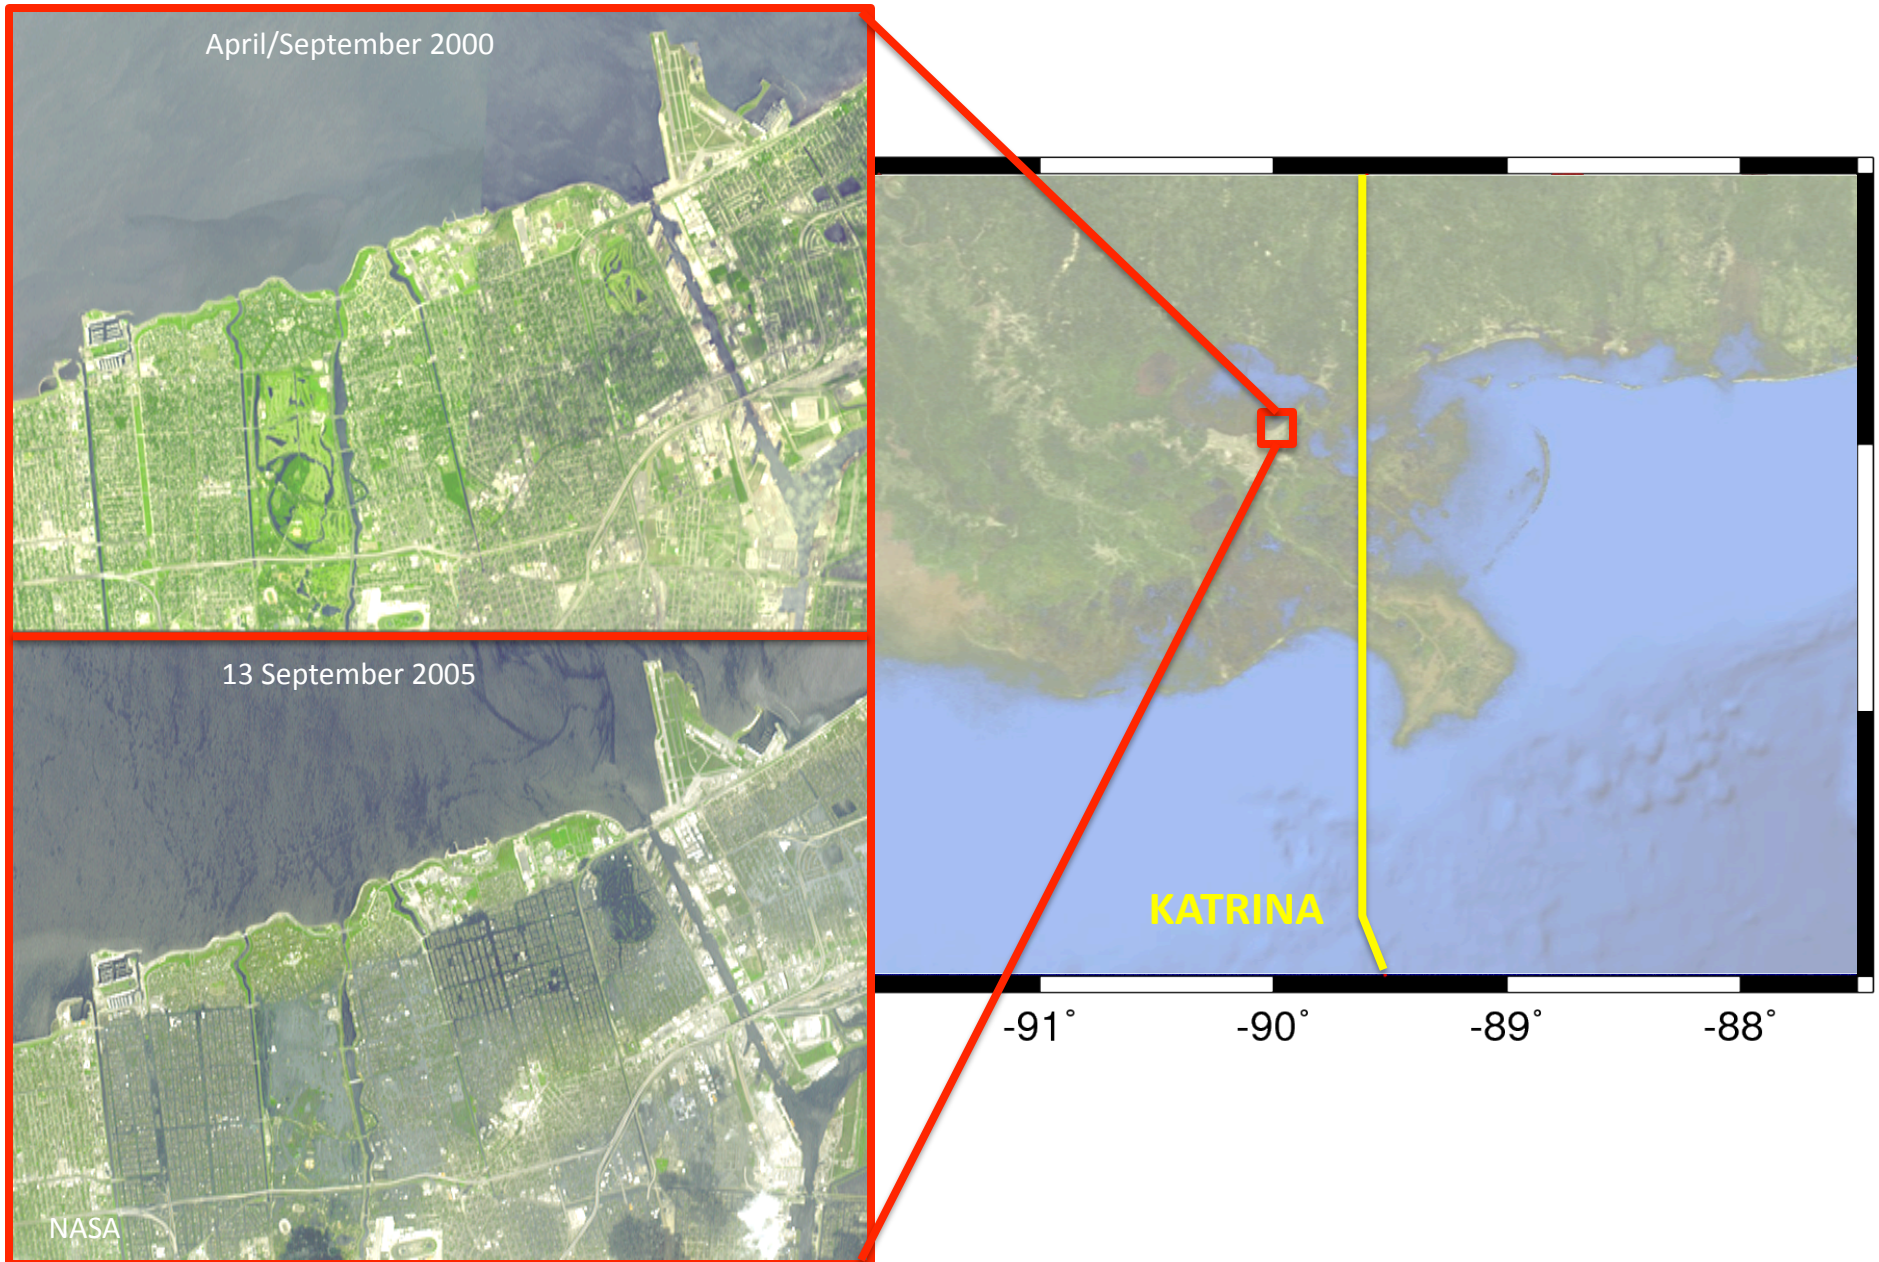 April/September 2000
13 September 2005
NASA
KATRINA
-91°
-90°
-89°
-88°